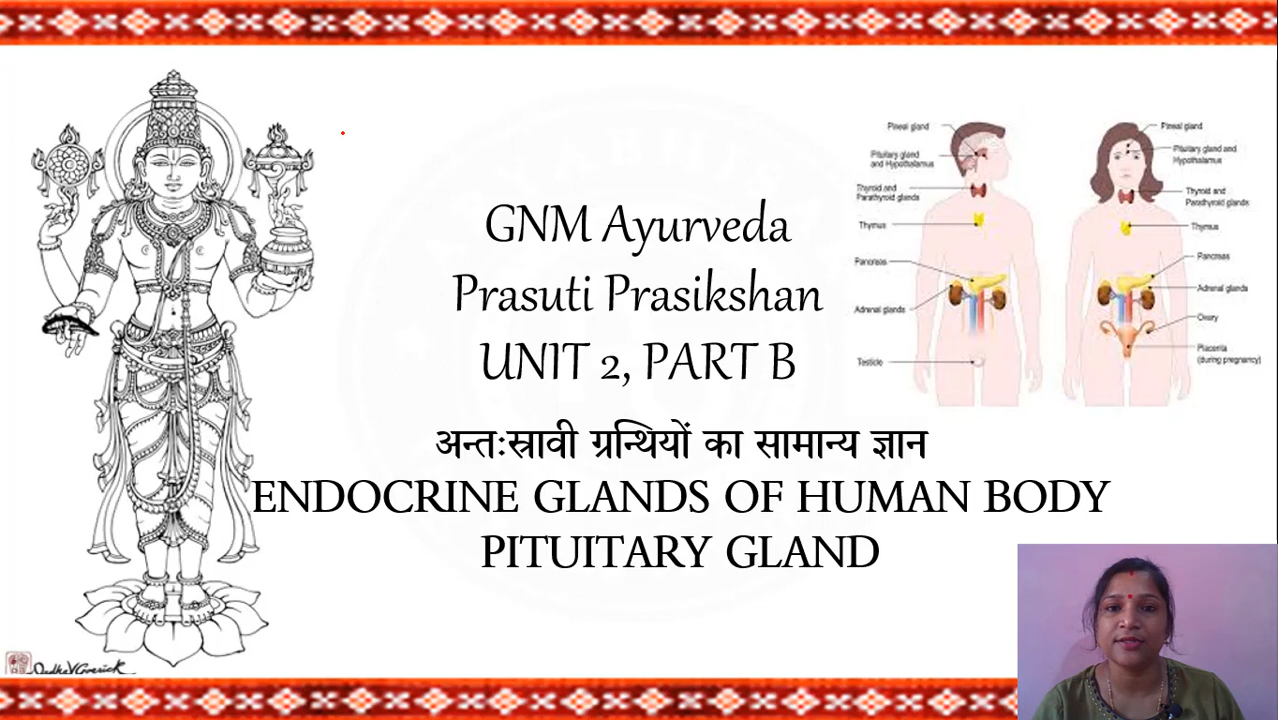 GNM Ayurveda
Prasuti Prasikshan
UNIT 2, PART B
अन्तःस्रावी ग्रन्थियों का सामान्य ज्ञान
ENDOCRINE GLANDS OF HUMAN BODY
PITUITARY GLAND
Pineal gland
Pituitary gland
and Hypothalamus
Thyroid and
Parathyroid glands
Thymus
Pancreas
Adrenal glands
Testicle
Pineal gland
Pituitary gland and
Hypothalamus
Thyroid and
Parathyroid glands
Thymus
Pancreas
Adrenal glands
Ovary
Placenta
(during pregnancy)